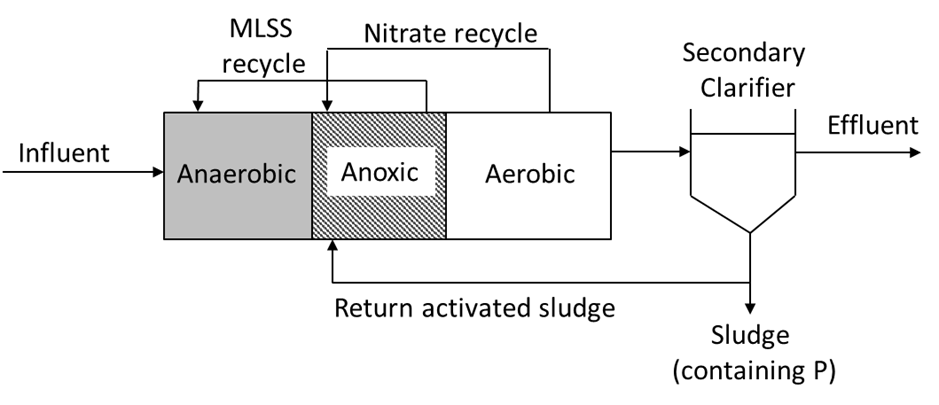 MLSS
recycle
Nitrate recycle
Secondary
Clarifier
Influent
Effluent
Anaerobic
Anoxic
Aerobic
Return activated sludge
Sludge
(containing P)